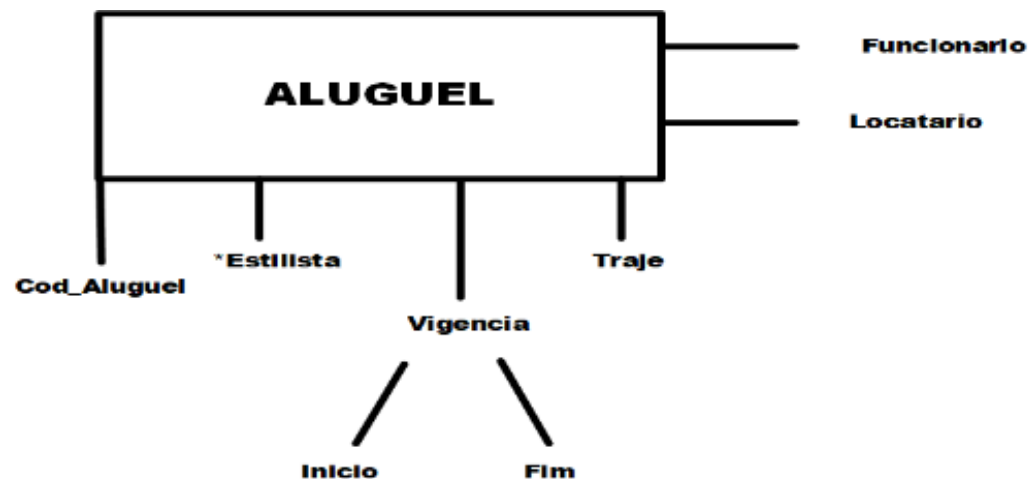 ALUGUEL
Funcionario
Locatario
*Estilista
Traje
Cod_Aluguel
Vigencia
Inicio
Fim